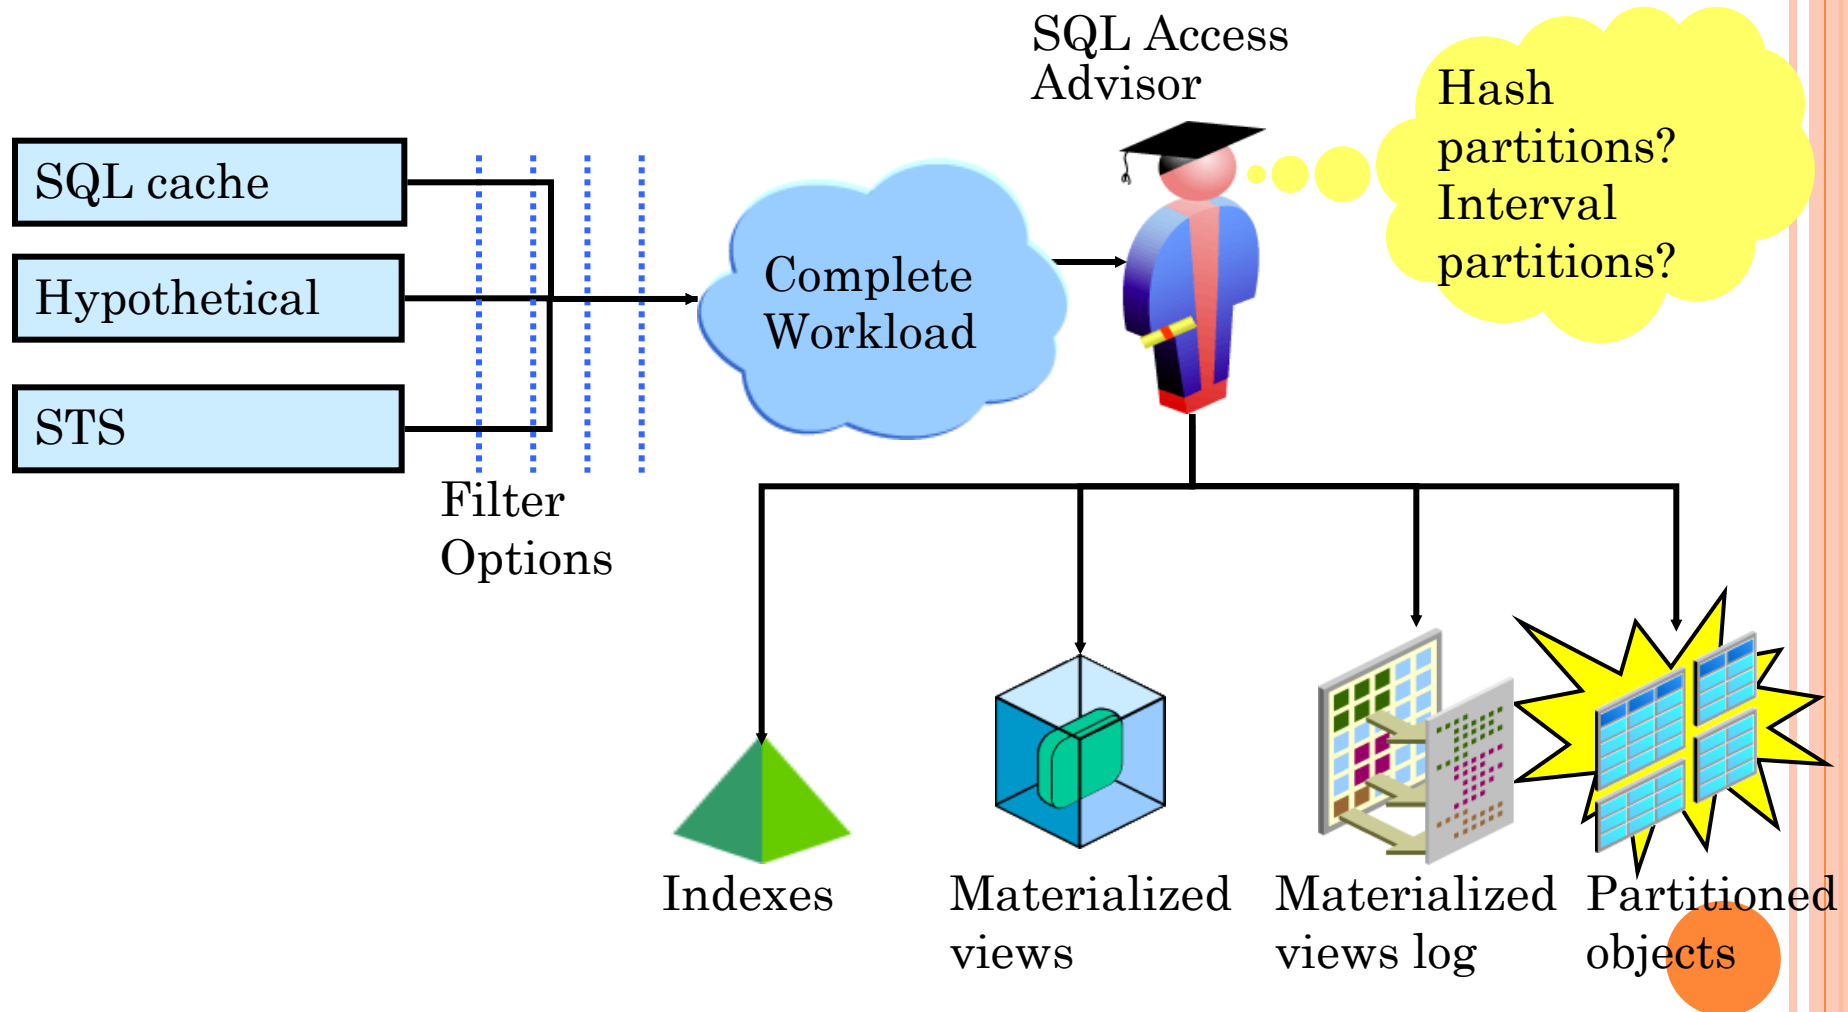 SQL Access
Advisor
Hash
partitions?
Interval
partitions?
SQL cache
Hypothetical
STS
Filter
Options
Complete
Workload
Indexes
Materialized
views
Materialized
views log
Partitioned
objects